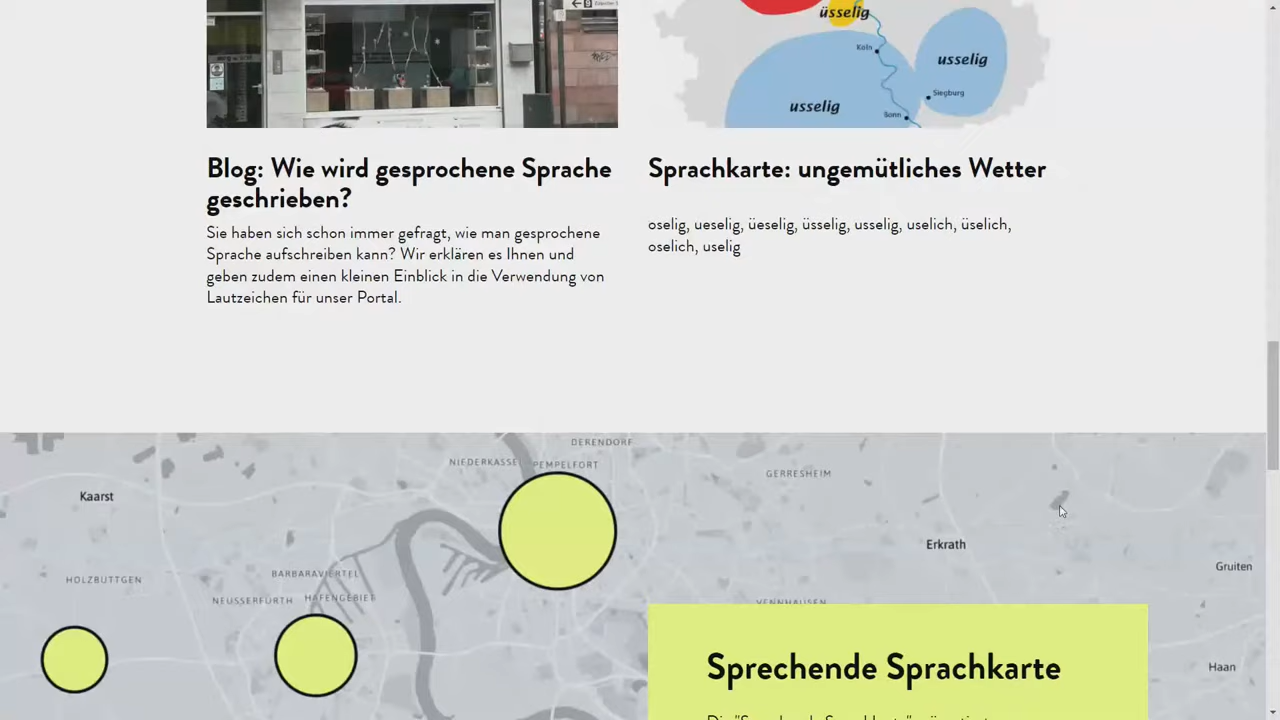 üsselig
Köln
usselig
Siegburg
usselig
Bonn
Blog: Wie wird gesprochene Sprache
geschrieben?
Sie haben sich schon immer gefragt, wie man gesprochene
Sprache aufschreiben kann? Wir erklären es Ihnen und
geben zudem einen kleinen Einblick in die Verwendung von
Lautzeichen für unser Portal.
Sprachkarte: ungemütliches Wetter
oselig, ueselig, üeselig, üsselig, usselig, uselich, üselich,
oselich, uselig
DERENDORF
NIEDERKASSEL
PEMPELFORT
GERRESHEIM
Kaarst
Erkrath
Gruiten
HOLZBÜTTGEN
BARBARAVIERTEL
NEUSSERFÜRTH
HAFENGEBIET
VENNHAUSEN
Haan
Sprechende Sprachkarte